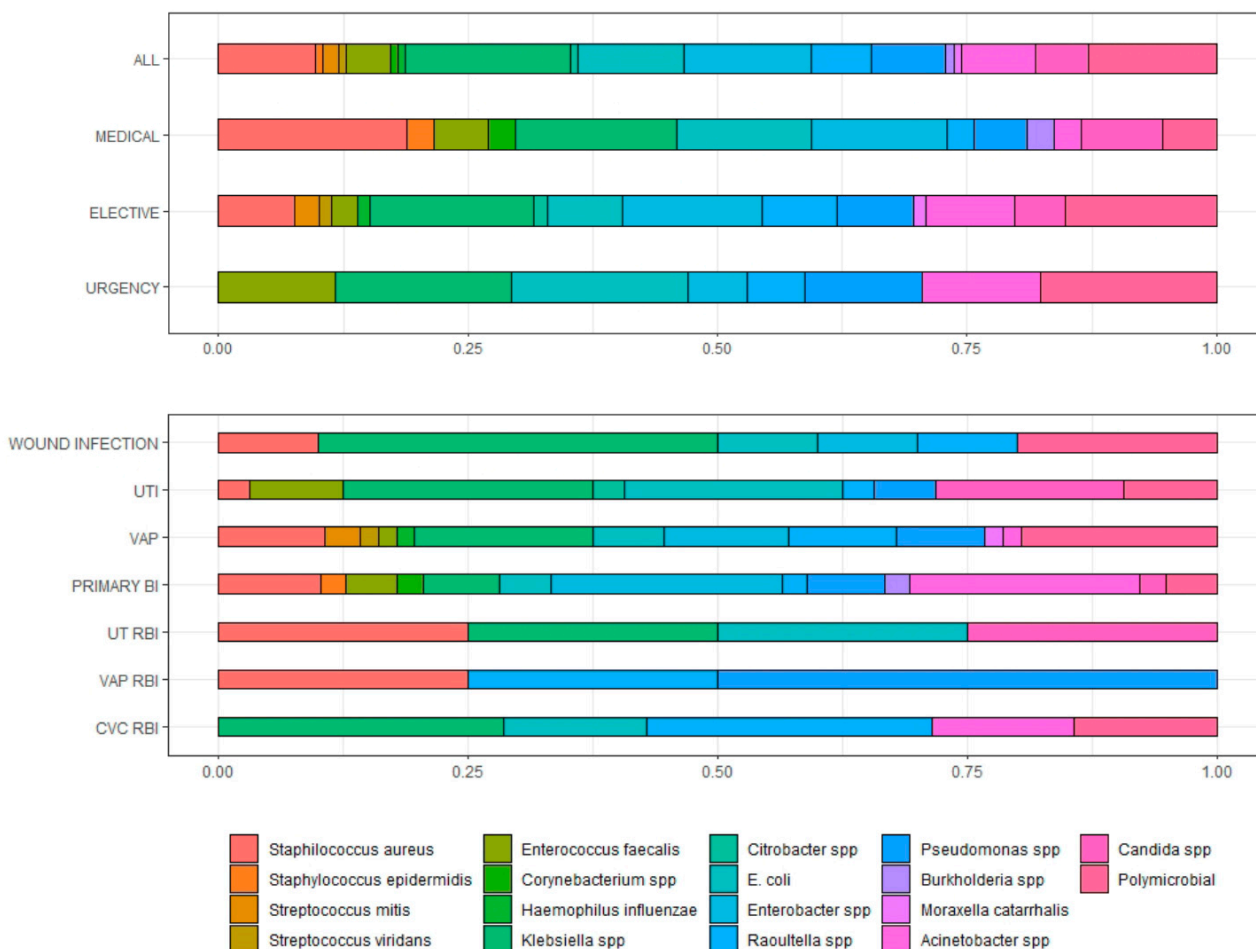 ALL
MEDICAL
ELECTIVE
URGENCY
0.00 0.25 0.50 0.75 1.00
WOUND INFECTION
UTI
VAP
PRIMARY BI
UT RBI
VAP RBI
CVC RBI
0.00 0.25 0.50 0.75 1.00
Staphilococcus aureus Enterococcus faecalis Citrobacter spp Pseudomonas spp Candida spp
Staphylococcus epidermidis Corynebacterium spp E. coli Burkholderia spp Polymicrobial
Streptococcus mitis Haemophilus influenzae Enterobacter spp Moraxella catarrhalis
Streptococcus viridans Klebsiella spp Raoultella spp Acinetobacter spp